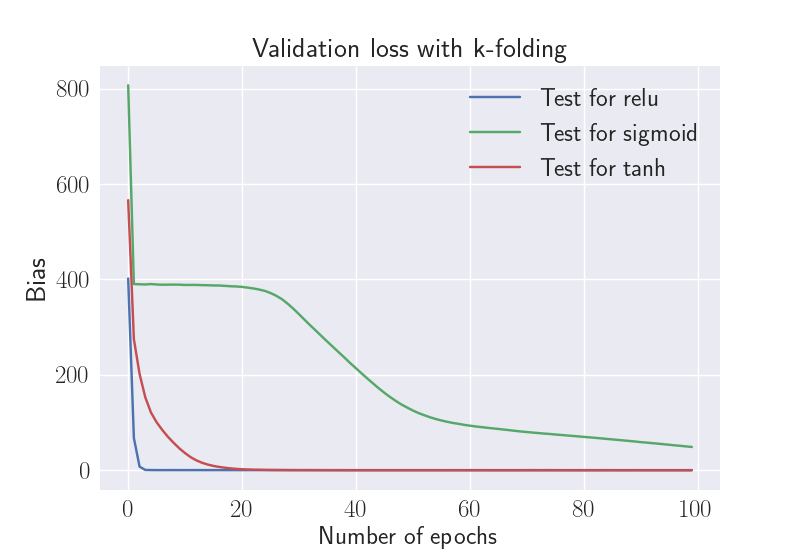 Validation loss with k-folding
800
600
400
200
0
Bias
Test for relu
Test for sigmoid
Test for tanh
0 20 40 60 80 100
Number of epochs